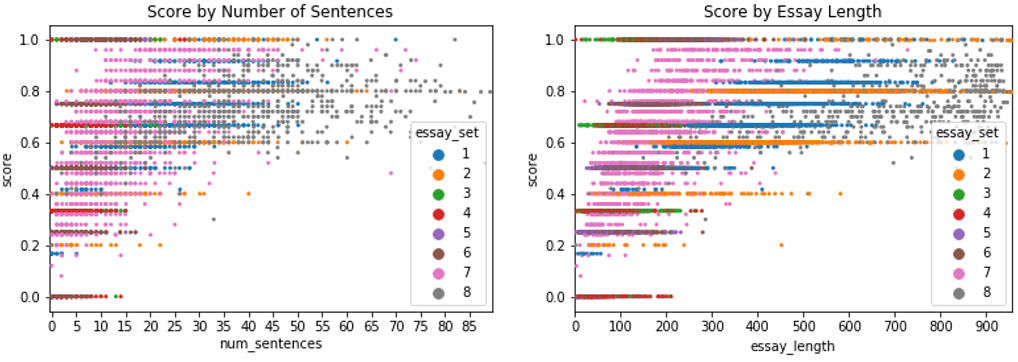 Score by Number of Sentences
score
1.0
0.8
0.6
0.4
0.2
0.0
0 5 10 15 20 25 30 35 40 45 50 55 60 65 70 75 80 85
num_sentences
essay_set
1
2
3
4
5
6
7
8
Score by Essay Length
score
1.0
0.8
0.6
0.4
0.2
0.0
0 100 200 300 400 500 600 700 800 900
essay_length
essay_set
1
2
3
4
5
6
7
8